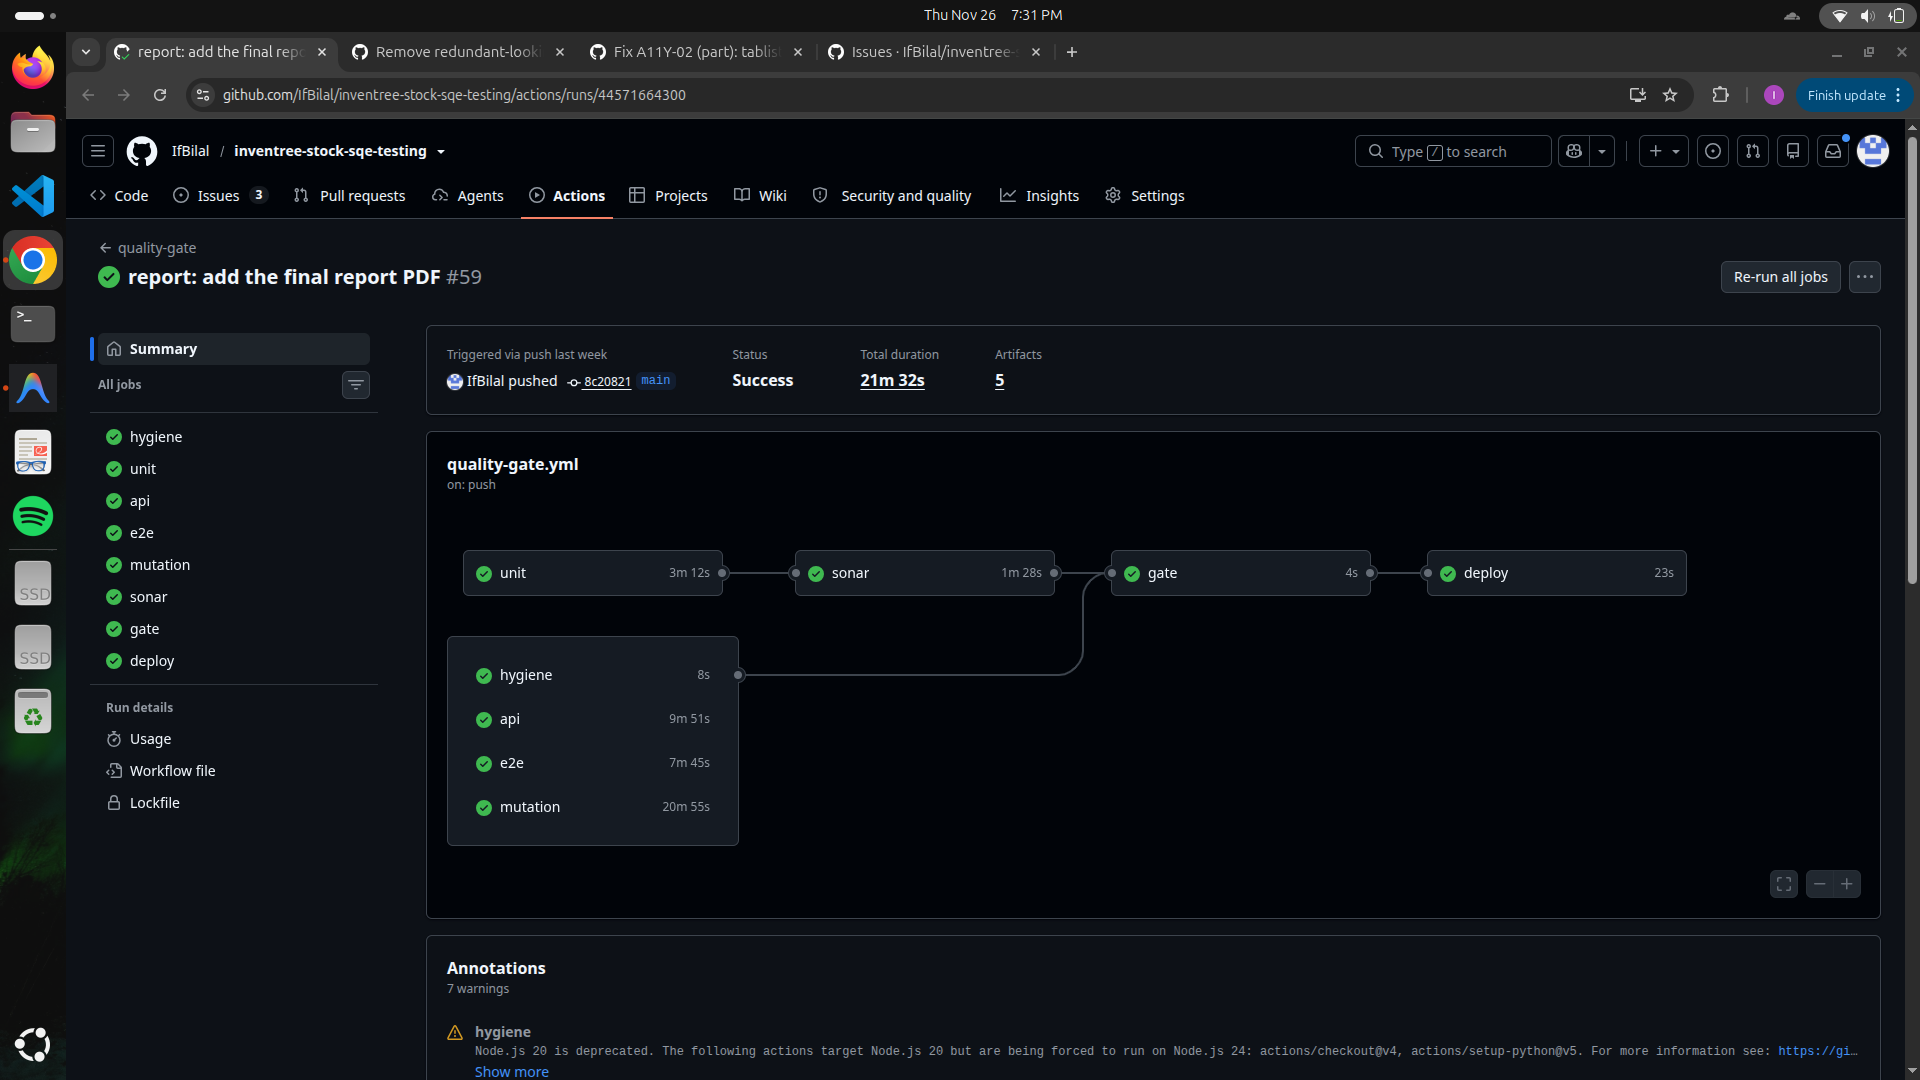 Thu Nov 26 7:31 PM
report: add the final repo
Remove redundant-looki
Fix A11Y-02 (part): tablis
Issues · IfBilal/inventree-s
github.com/IfBilal/inventree-stock-sqe-testing/actions/runs/44571664300
I
Finish update
IfBilal / inventree-stock-sqe-testing
Type / to search
Code
Issues 3
Pull requests
Agents
Actions
Projects
Wiki
Security and quality
Insights
Settings
quality-gate
report: add the final report PDF #59
Re-run all jobs
Summary
All jobs
hygiene
unit
api
e2e
mutation
sonar
gate
deploy
Run details
Usage
Workflow file
Lockfile
Triggered via push last week
IfBilal pushed 8c20821 main
Status
Success
Total duration
21m 32s
Artifacts
5
quality-gate.yml
on: push
unit 3m 12s
sonar 1m 28s
gate 4s
deploy 23s
hygiene 8s
api 9m 51s
e2e 7m 45s
mutation 20m 55s
Annotations
7 warnings
hygiene
Node.js 20 is deprecated. The following actions target Node.js 20 but are being forced to run on Node.js 24: actions/checkout@v4, actions/setup-python@v5. For more information see: https://gi…
Show more
>_
SSD
SSD